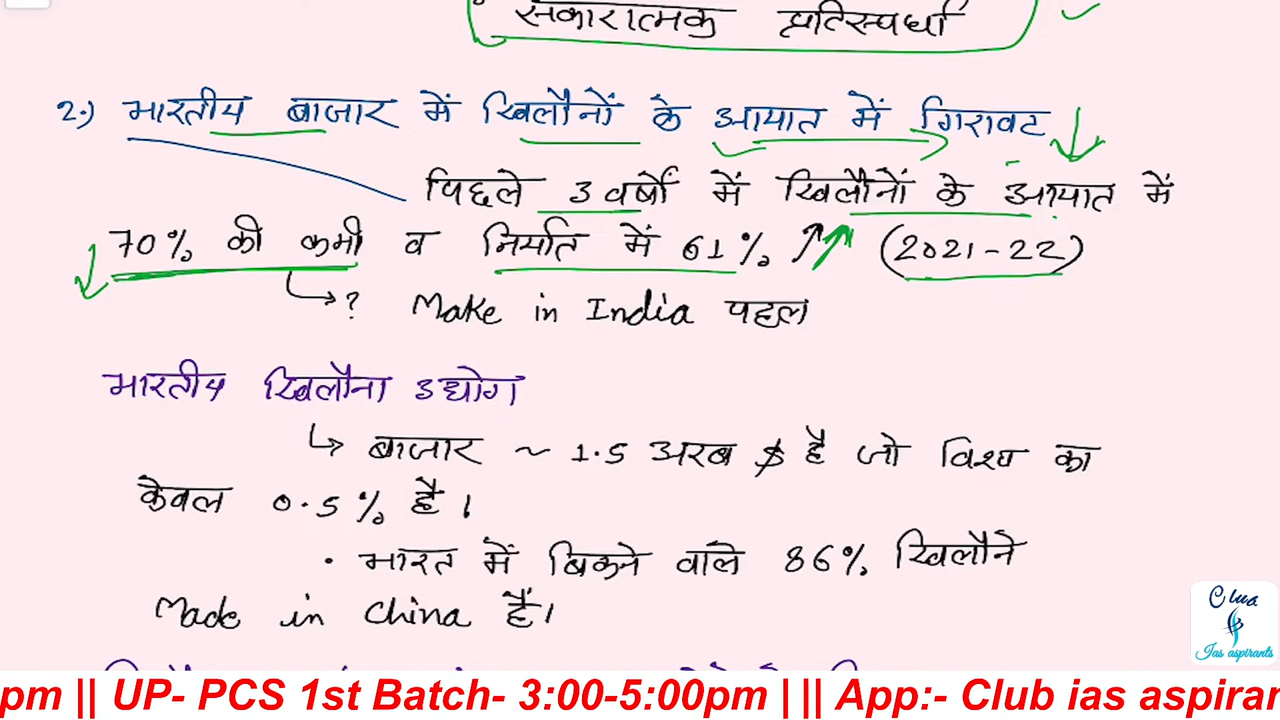 सकारात्मक प्रतिस्पर्धा
2.) भारतीय बाजार में खिलौनों के आयात में गिरावट ↓
पिछले 3 वर्षों में खिलौनों के आयात में
70% की कमी व निर्यात में 61% ↑↑ (2021-22)
↳? Make in India पहल
भारतीय खिलौना उद्योग
↳ बाजार ~ 1.5 अरब $ है जो विश्व का
केवल 0.5% है।
• भारत में बिकने वाले 86% खिलौने
Made in China हैं।
Clua
Ias aspirants
pm || UP- PCS 1st Batch- 3:00-5:00pm | || App:- Club ias aspirar